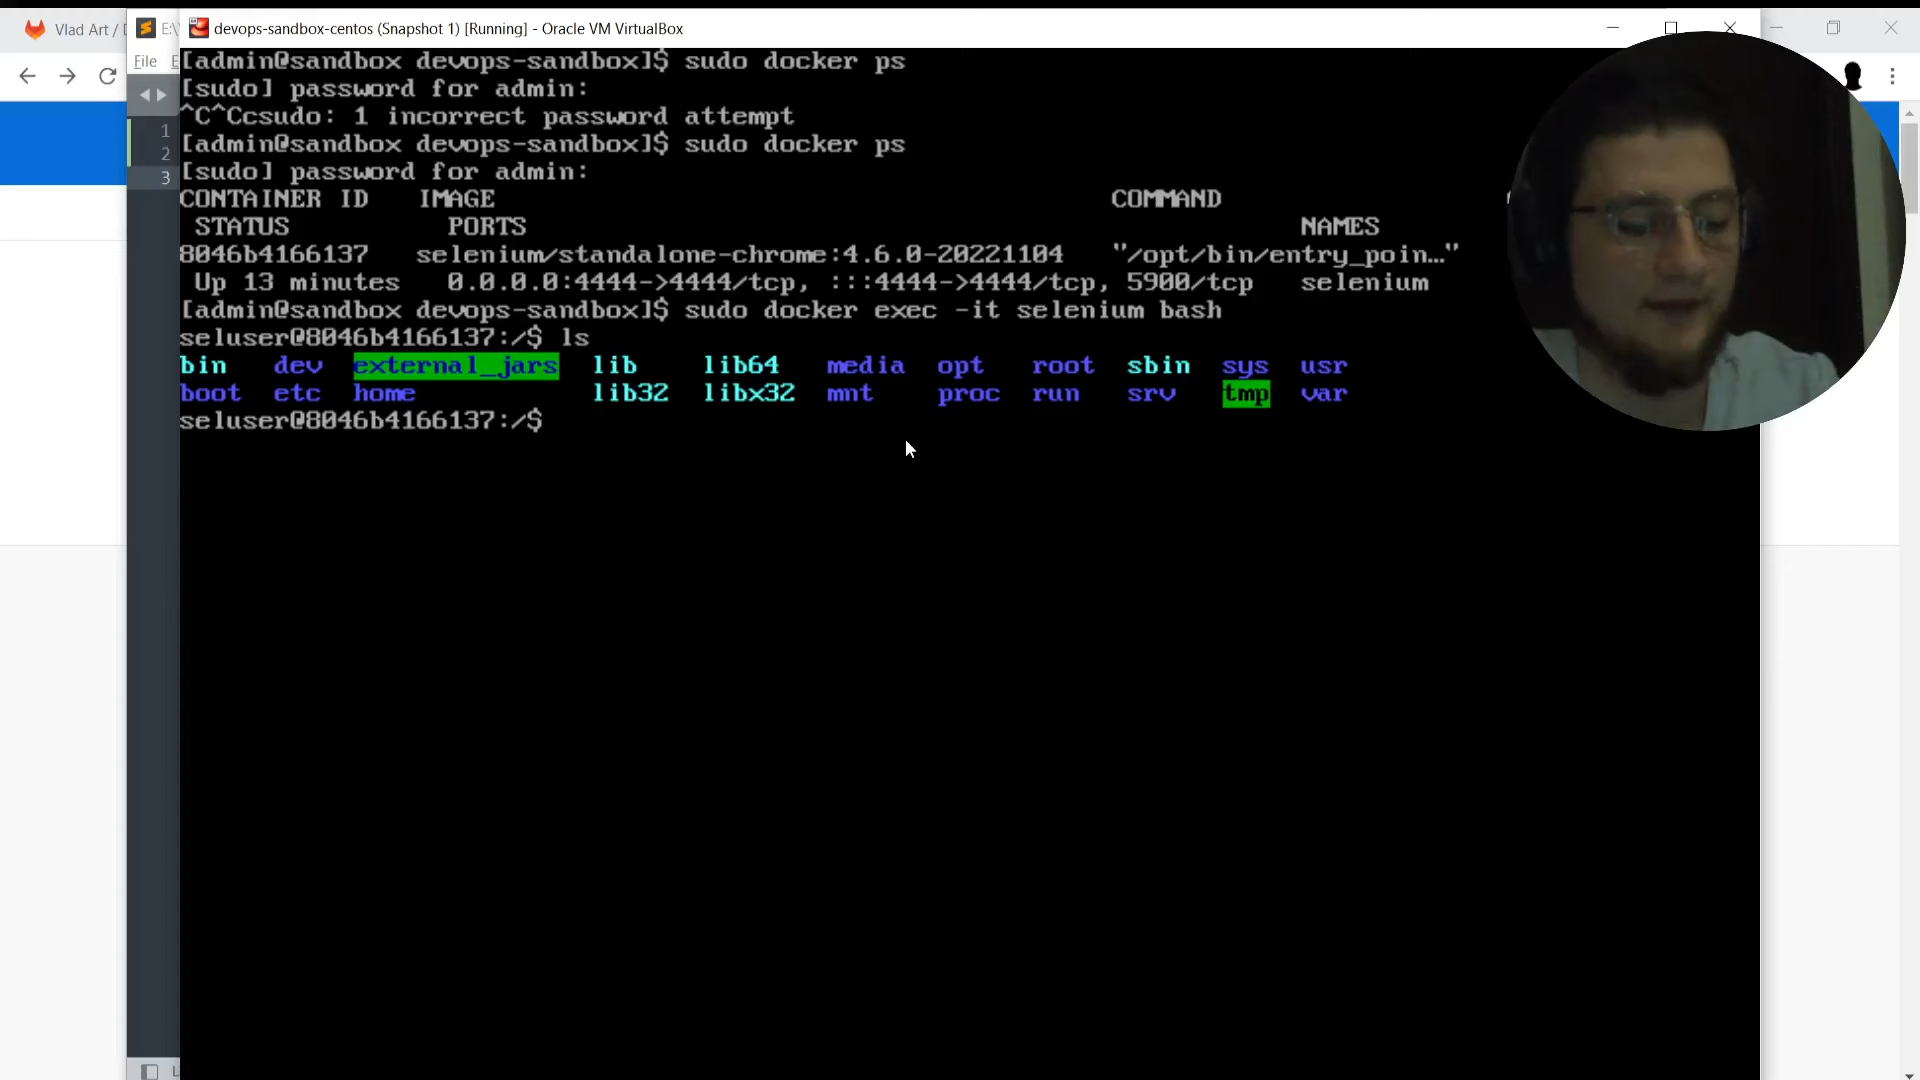 Vlad Art /
E:\
devops-sandbox-centos (Snapshot 1) [Running] - Oracle VM VirtualBox
File E
1
2
3
[admin@sandbox devops-sandbox]$ sudo docker ps
[sudo] password for admin:
^C^Ccsudo: 1 incorrect password attempt
[admin@sandbox devops-sandbox]$ sudo docker ps
[sudo] password for admin:
CONTAINER ID IMAGE COMMAND
STATUS PORTS NAMES
8046b4166137 selenium/standalone-chrome:4.6.0-20221104 "/opt/bin/entry_poin…"
Up 13 minutes 0.0.0.0:4444->4444/tcp, :::4444->4444/tcp, 5900/tcp selenium
[admin@sandbox devops-sandbox]$ sudo docker exec -it selenium bash
seluser@8046b4166137:/$ ls
bin dev external_jars lib lib64 media opt root sbin sys usr
boot etc home lib32 libx32 mnt proc run srv tmp var
seluser@8046b4166137:/$